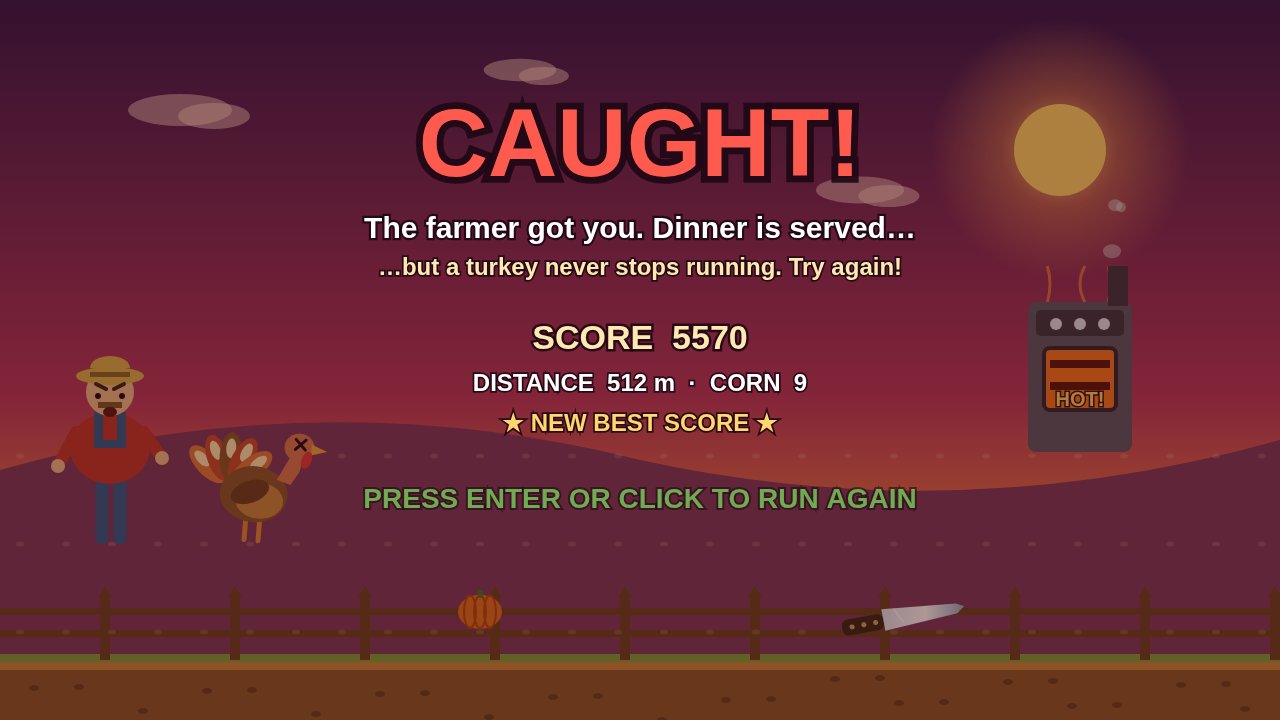 CAUGHT!
The farmer got you. Dinner is served…
…but a turkey never stops running. Try again!
SCORE 5570
DISTANCE 512 m · CORN 9
★ NEW BEST SCORE ★
HOT!
PRESS ENTER OR CLICK TO RUN AGAIN